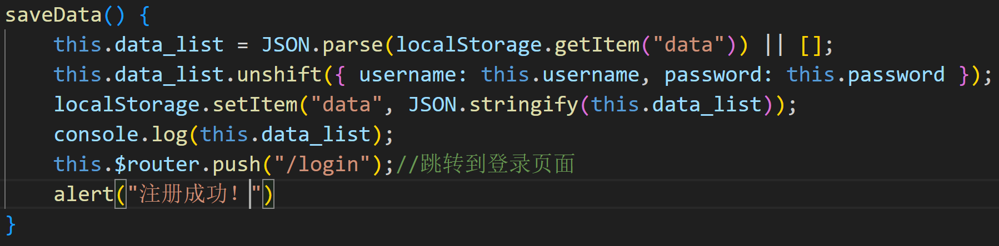 saveData() {
this.data_list = JSON.parse(localStorage.getItem("data")) || [];
this.data_list.unshift({ username: this.username, password: this.password });
localStorage.setItem("data", JSON.stringify(this.data_list));
console.log(this.data_list);
this.$router.push("/login");//跳转到登录页面
alert("注册成功！")
}